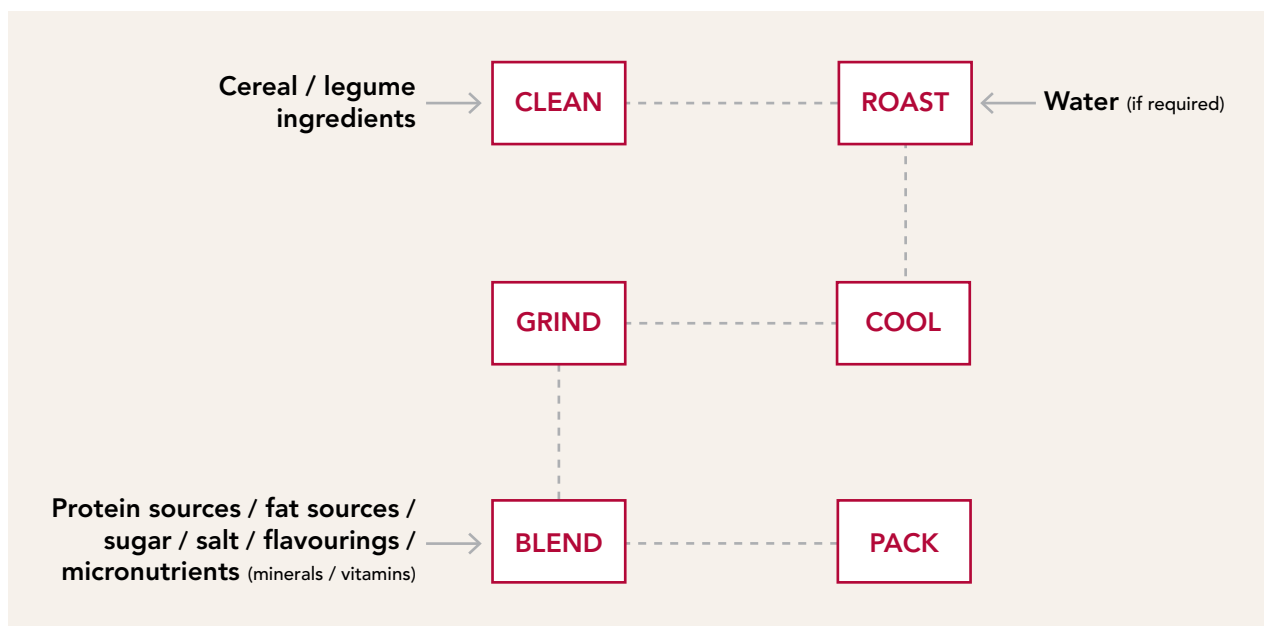 Cereal / legume
ingredients
CLEAN
ROAST
Water (if required)
GRIND
COOL
Protein sources / fat sources /
sugar / salt / flavourings /
micronutrients (minerals / vitamins)
BLEND
PACK